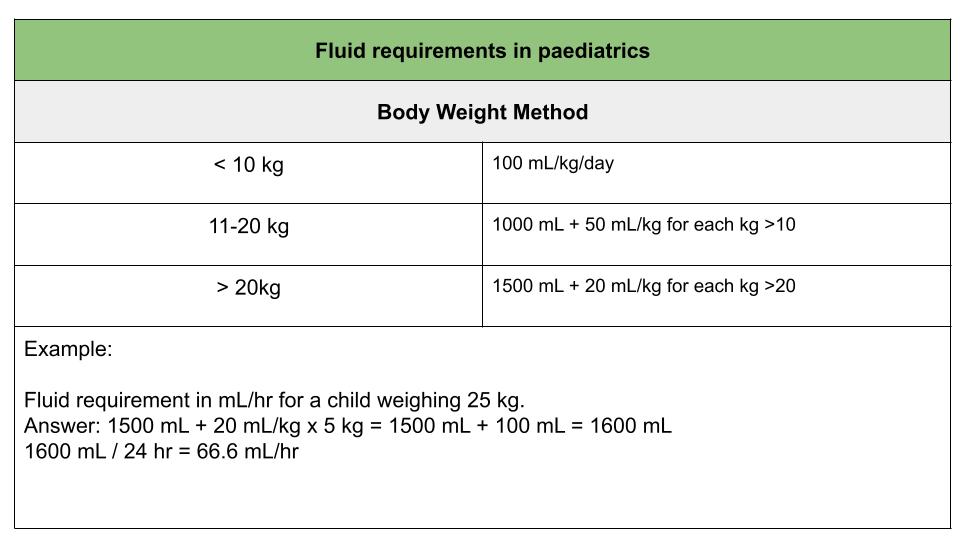 Fluid requirements in paediatrics
Body Weight Method
< 10 kg
100 mL/kg/day
11-20 kg
1000 mL + 50 mL/kg for each kg >10
> 20kg
1500 mL + 20 mL/kg for each kg >20
Example:
Fluid requirement in mL/hr for a child weighing 25 kg.
Answer: 1500 mL + 20 mL/kg x 5 kg = 1500 mL + 100 mL = 1600 mL
1600 mL / 24 hr = 66.6 mL/hr